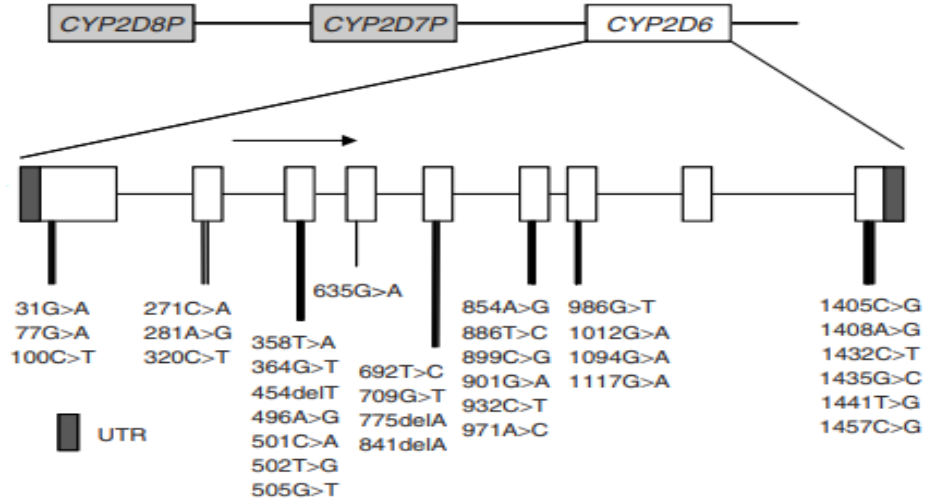 CYP2D8P CYP2D7P CYP2D6
31G>A
77G>A
100C>T
271C>A
281A>G
320C>T
358T>A
364G>T
454delT
496A>G
501C>A
502T>G
505G>T
635G>A
692T>C
709G>T
775delA
841delA
854A>G
886T>C
899C>G
901G>A
932C>T
971A>C
986G>T
1012G>A
1094G>A
1117G>A
1405C>G
1408A>G
1432C>T
1435G>C
1441T>G
1457C>G
UTR